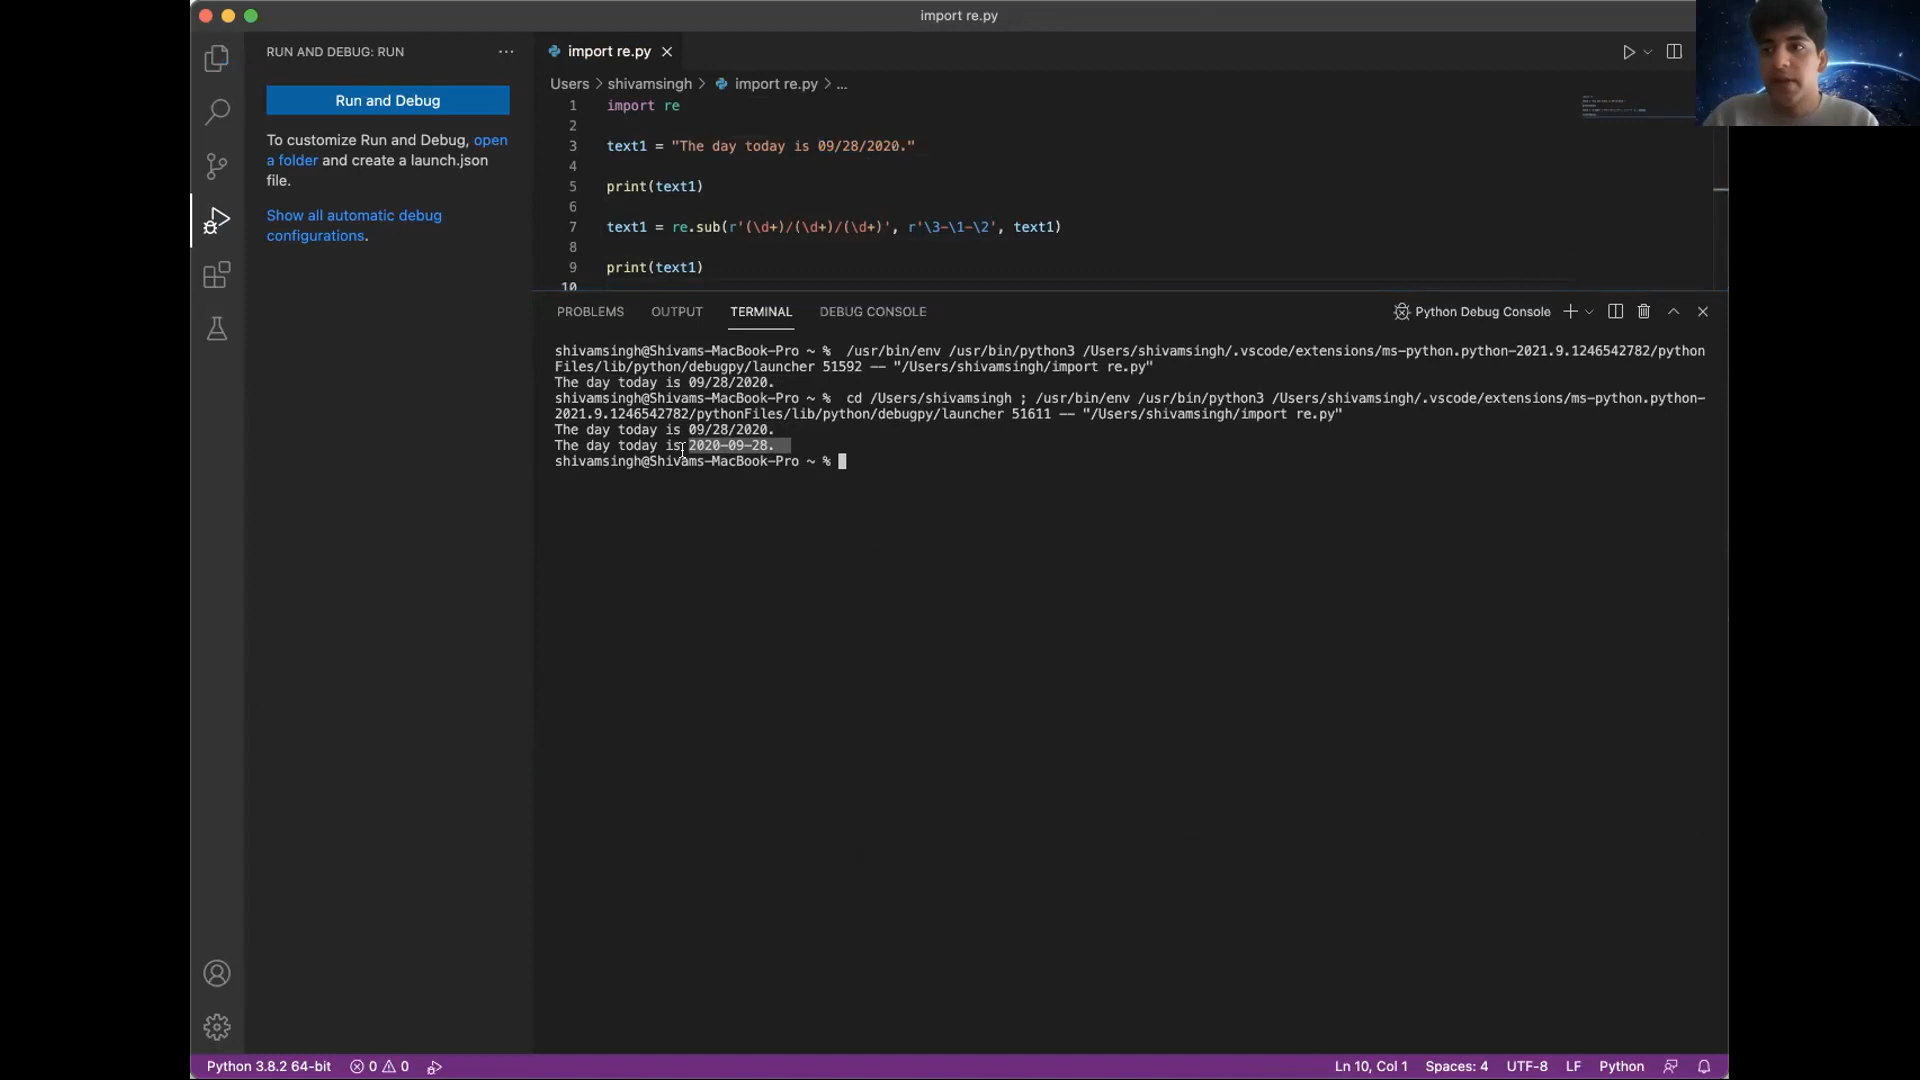 import re.py
RUN AND DEBUG: RUN
import re.py
Run and Debug
To customize Run and Debug, open
a folder and create a launch.json
file.
Show all automatic debug
configurations.
Users > shivamsingh > import re.py > ...
1 import re
2
3 text1 = "The day today is 09/28/2020."
4
5 print(text1)
6
7 text1 = re.sub(r'(\d+)/(\d+)/(\d+)', r'\3-\1-\2', text1)
8
9 print(text1)
10
PROBLEMS OUTPUT TERMINAL DEBUG CONSOLE Python Debug Console
shivamsingh@Shivams-MacBook-Pro ~ % /usr/bin/env /usr/bin/python3 /Users/shivamsingh/.vscode/extensions/ms-python.python-2021.9.1246542782/python
Files/lib/python/debugpy/launcher 51592 -- "/Users/shivamsingh/import re.py"
The day today is 09/28/2020.
shivamsingh@Shivams-MacBook-Pro ~ % cd /Users/shivamsingh ; /usr/bin/env /usr/bin/python3 /Users/shivamsingh/.vscode/extensions/ms-python.python-
2021.9.1246542782/pythonFiles/lib/python/debugpy/launcher 51611 -- "/Users/shivamsingh/import re.py"
The day today is 09/28/2020.
The day today is 2020-09-28.
shivamsingh@Shivams-MacBook-Pro ~ %
Python 3.8.2 64-bit 0 0 Ln 10, Col 1 Spaces: 4 UTF-8 LF Python